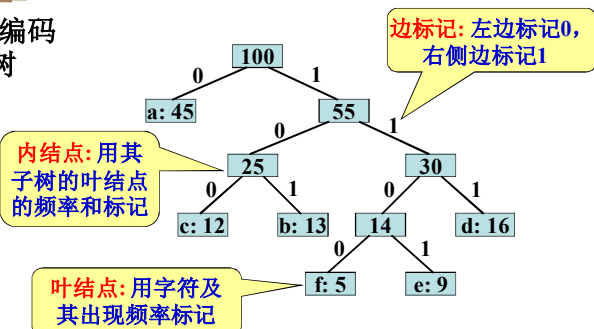 编码
树
边标记: 左边标记0，
右侧边标记1
100
0
1
a: 45
55
0
1
内结点: 用其
子树的叶结点
的频率和标记
25
30
0
1
0
1
c: 12
b: 13
14
d: 16
0
1
叶结点: 用字符及
其出现频率标记
f: 5
e: 9